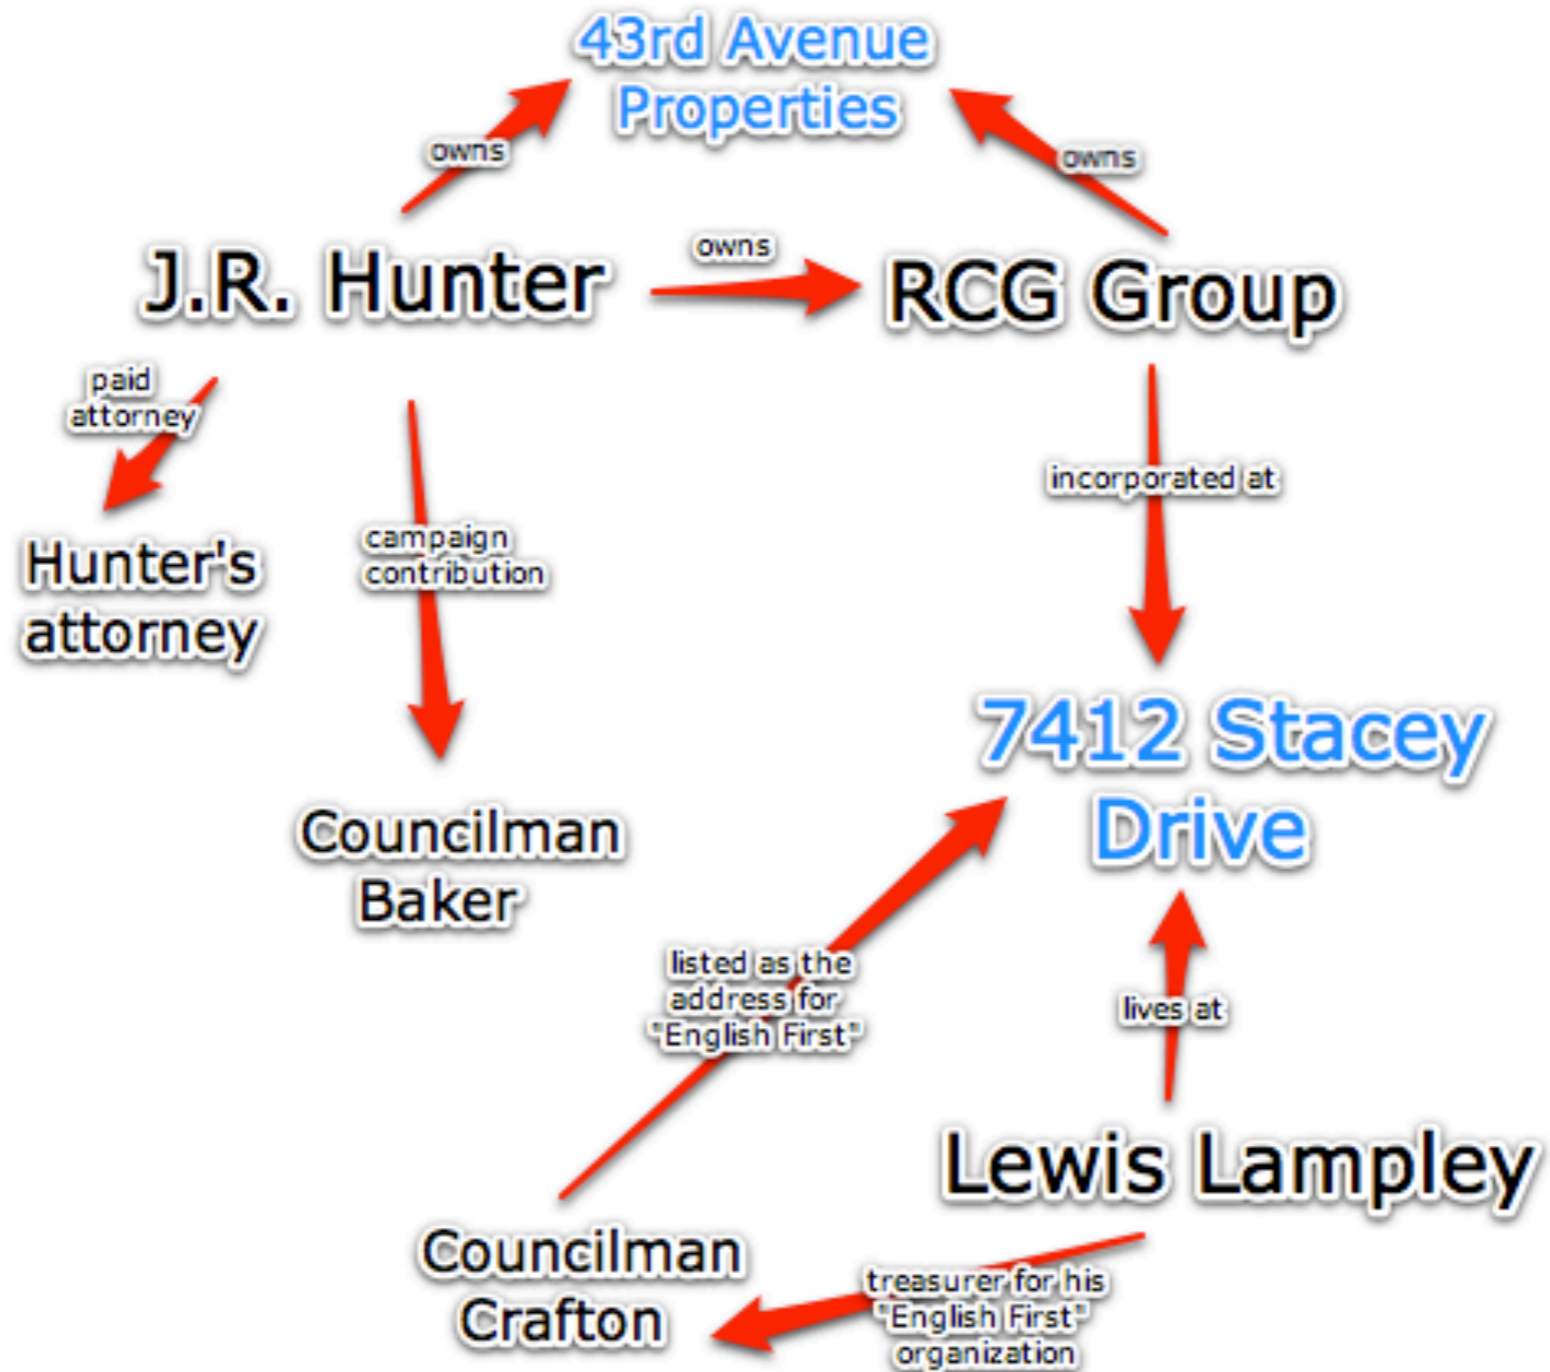 43rd Avenue
Properties
owns
owns
J.R. Hunter
owns
RCG Group
paid
attorney
Hunter's
attorney
campaign
contribution
incorporated at
Councilman
Baker
7412 Stacey
Drive
listed as the
address for
"English First"
lives at
Lewis Lampley
Councilman
Crafton
treasurer for his
"English First"
organization